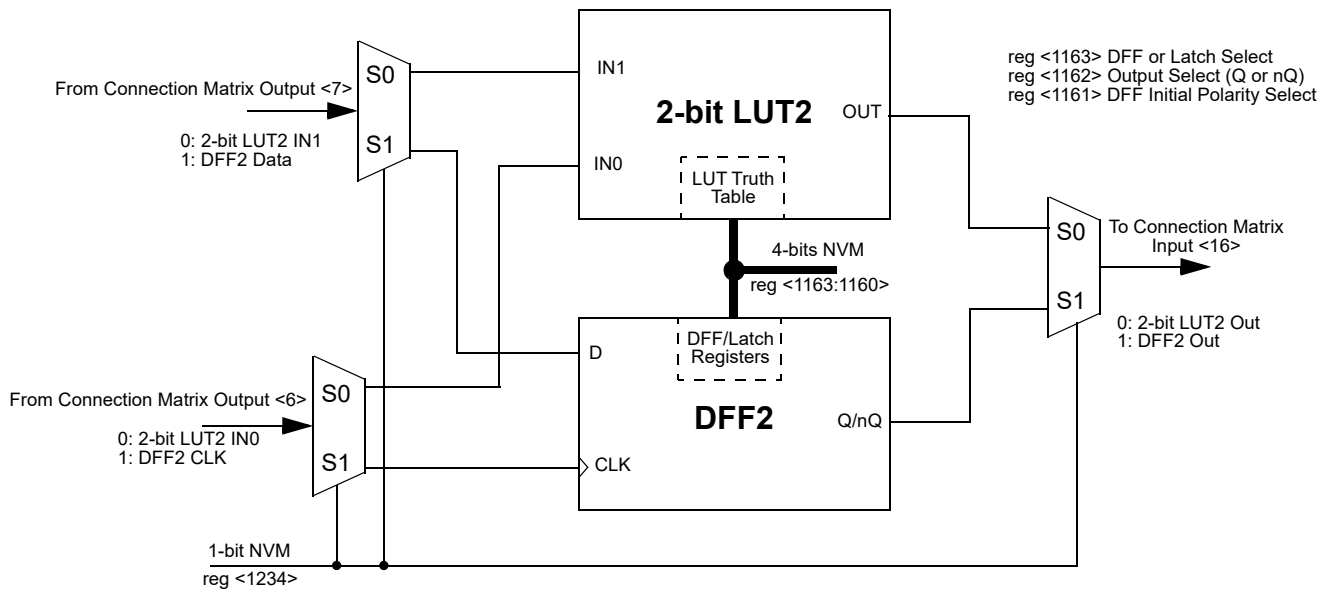 From Connection Matrix Output <7>
0: 2-bit LUT2 IN1
1: DFF2 Data
S0
S1
IN1
IN0
2-bit LUT2
OUT
LUT Truth
Table
reg <1163> DFF or Latch Select
reg <1162> Output Select (Q or nQ)
reg <1161> DFF Initial Polarity Select
4-bits NVM
reg <1163:1160>
S0
S1
To Connection Matrix
Input <16>
0: 2-bit LUT2 Out
1: DFF2 Out
From Connection Matrix Output <6>
0: 2-bit LUT2 IN0
1: DFF2 CLK
S0
S1
D
CLK
DFF/Latch
Registers
DFF2
Q/nQ
1-bit NVM
reg <1234>